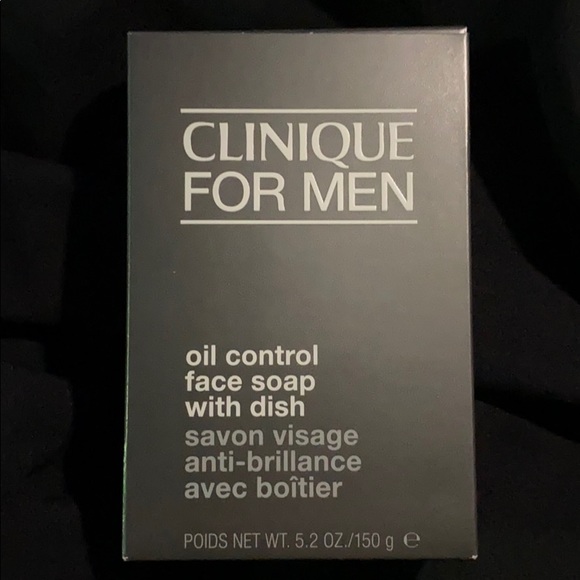 CLINIQUE
FOR MEN
oil control
face soap
with dish
savon visage
anti-brillance
avec boîtier
POIDS NET WT. 5.2 OZ./150 g ℮